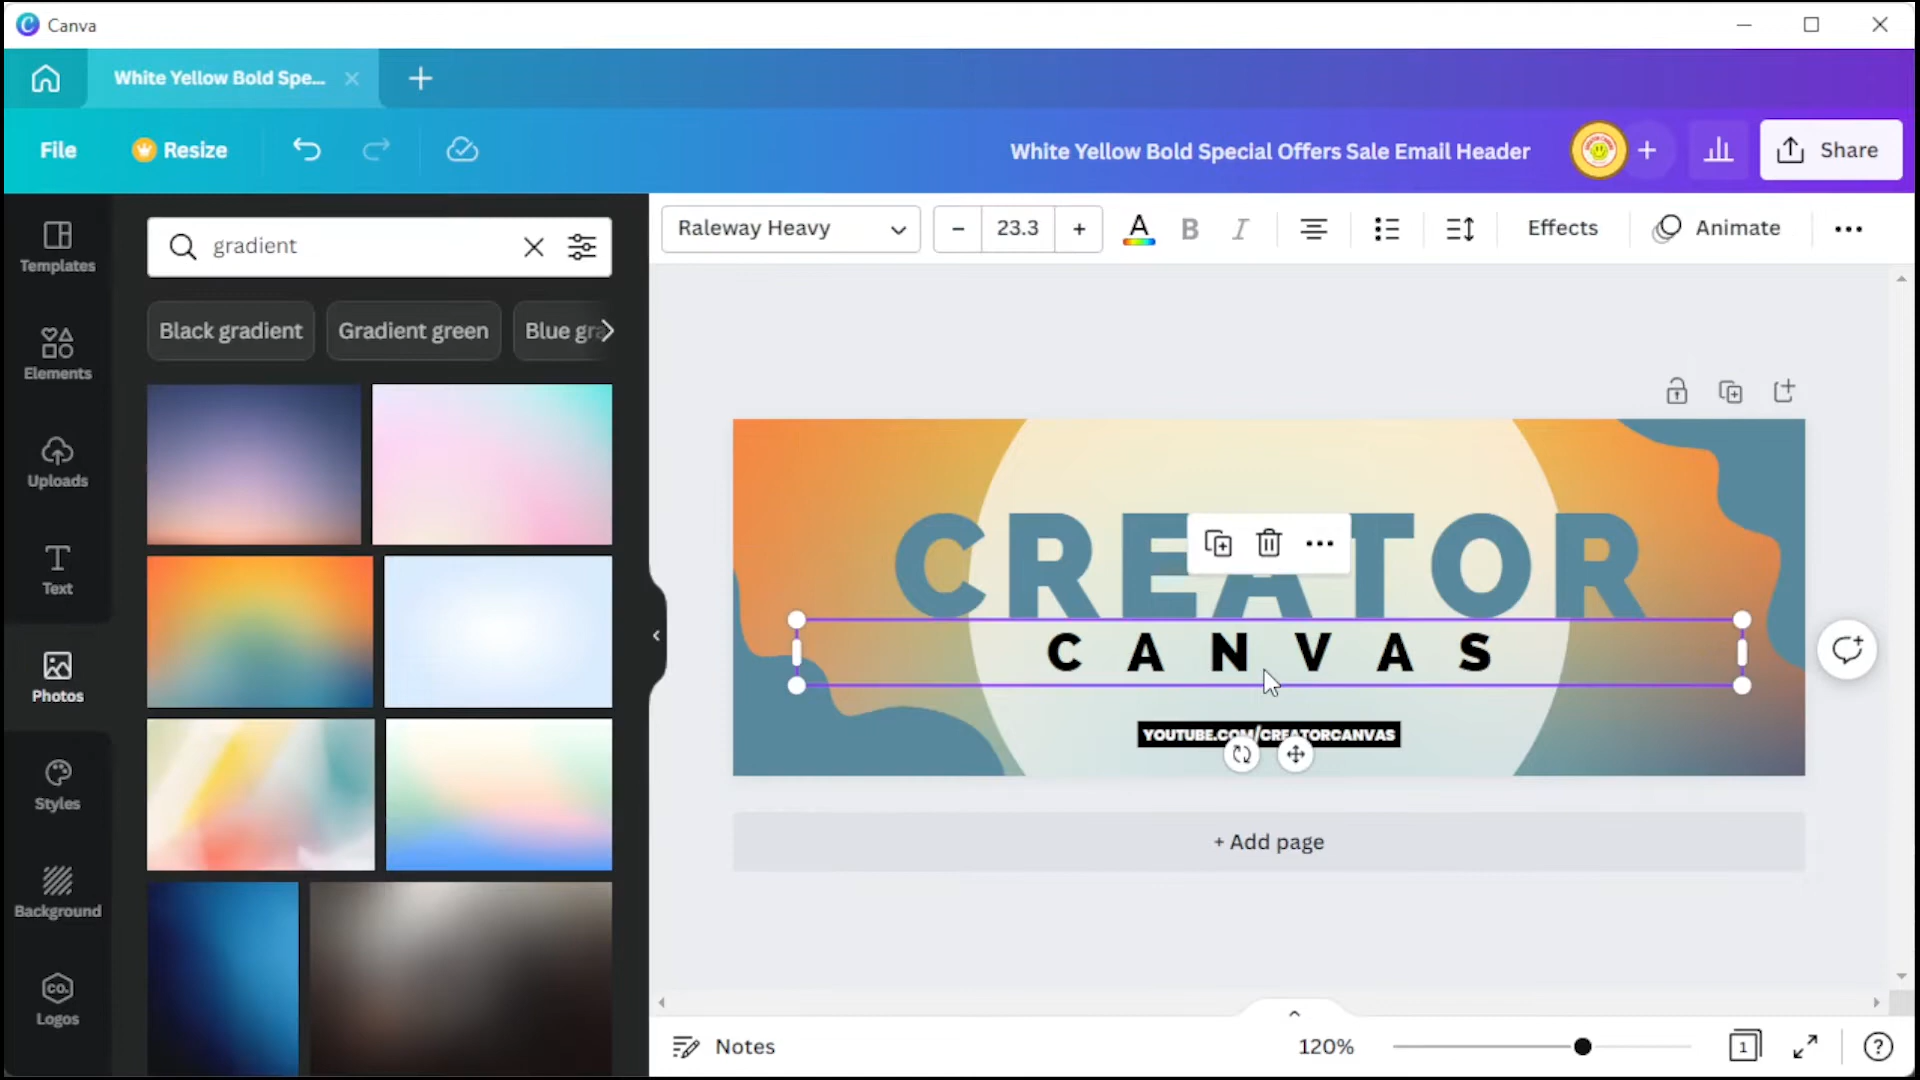 Canva
White Yellow Bold Spe...
File
Resize
White Yellow Bold Special Offers Sale Email Header
Share
Templates
Elements
Uploads
Text
Photos
Styles
Background
CO.
Logos
gradient
Black gradient
Gradient green
Blue gra
Raleway Heavy
23.3
A
B
I
Effects
Animate
CREATOR
CANVAS
YOUTUBE.COM/CREATORCANVAS
+ Add page
Notes
120%
1
?